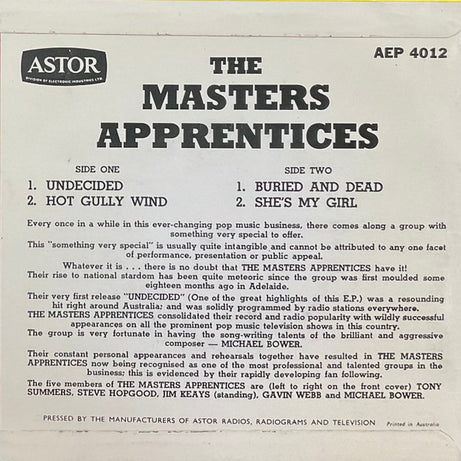 ASTOR
DIVISION OF ELECTRONIC INDUSTRIES LTD.
AEP 4012
THE
MASTERS
APPRENTICES
SIDE ONE
1. UNDECIDED
2. HOT GULLY WIND
SIDE TWO
1. BURIED AND DEAD
2. SHE'S MY GIRL
Every once in a while in this ever-changing pop music business, there comes along a group with
something very special to offer.
This "something very special" is usually quite intangible and cannot be attributed to any one facet
of performance, presentation or public appeal.
Whatever it is . . . there is no doubt that THE MASTERS APPRENTICES have it!
Their rise to national stardom has been quite meteoric since the group was first moulded some
eighteen months ago in Adelaide.
Their very first release "UNDECIDED" (One of the great highlights of this E.P.) was a resounding
hit right around Australia; and was solidly programmed by radio stations everywhere.
THE MASTERS APPRENTICES consolidated their record and radio popularity with wildly successful
appearances on all the prominent pop music television shows in this country.
The group is very fortunate in having the song-writing talents of the brilliant and aggressive
composer — MICHAEL BOWER.
Their constant personal appearances and rehearsals together have resulted in THE MASTERS
APPRENTICES now being recognised as one of the most professional and talented groups in the
business; this is evidenced by their rapidly developing fan following.
The five members of THE MASTERS APPRENTICES are (left to right on the front cover) TONY
SUMMERS, STEVE HOPGOOD, JIM KEAYS (standing), GAVIN WEBB and MICHAEL BOWER.
PRESSED BY THE MANUFACTURERS OF ASTOR RADIOS, RADIOGRAMS AND TELEVISION
Printed in Australia